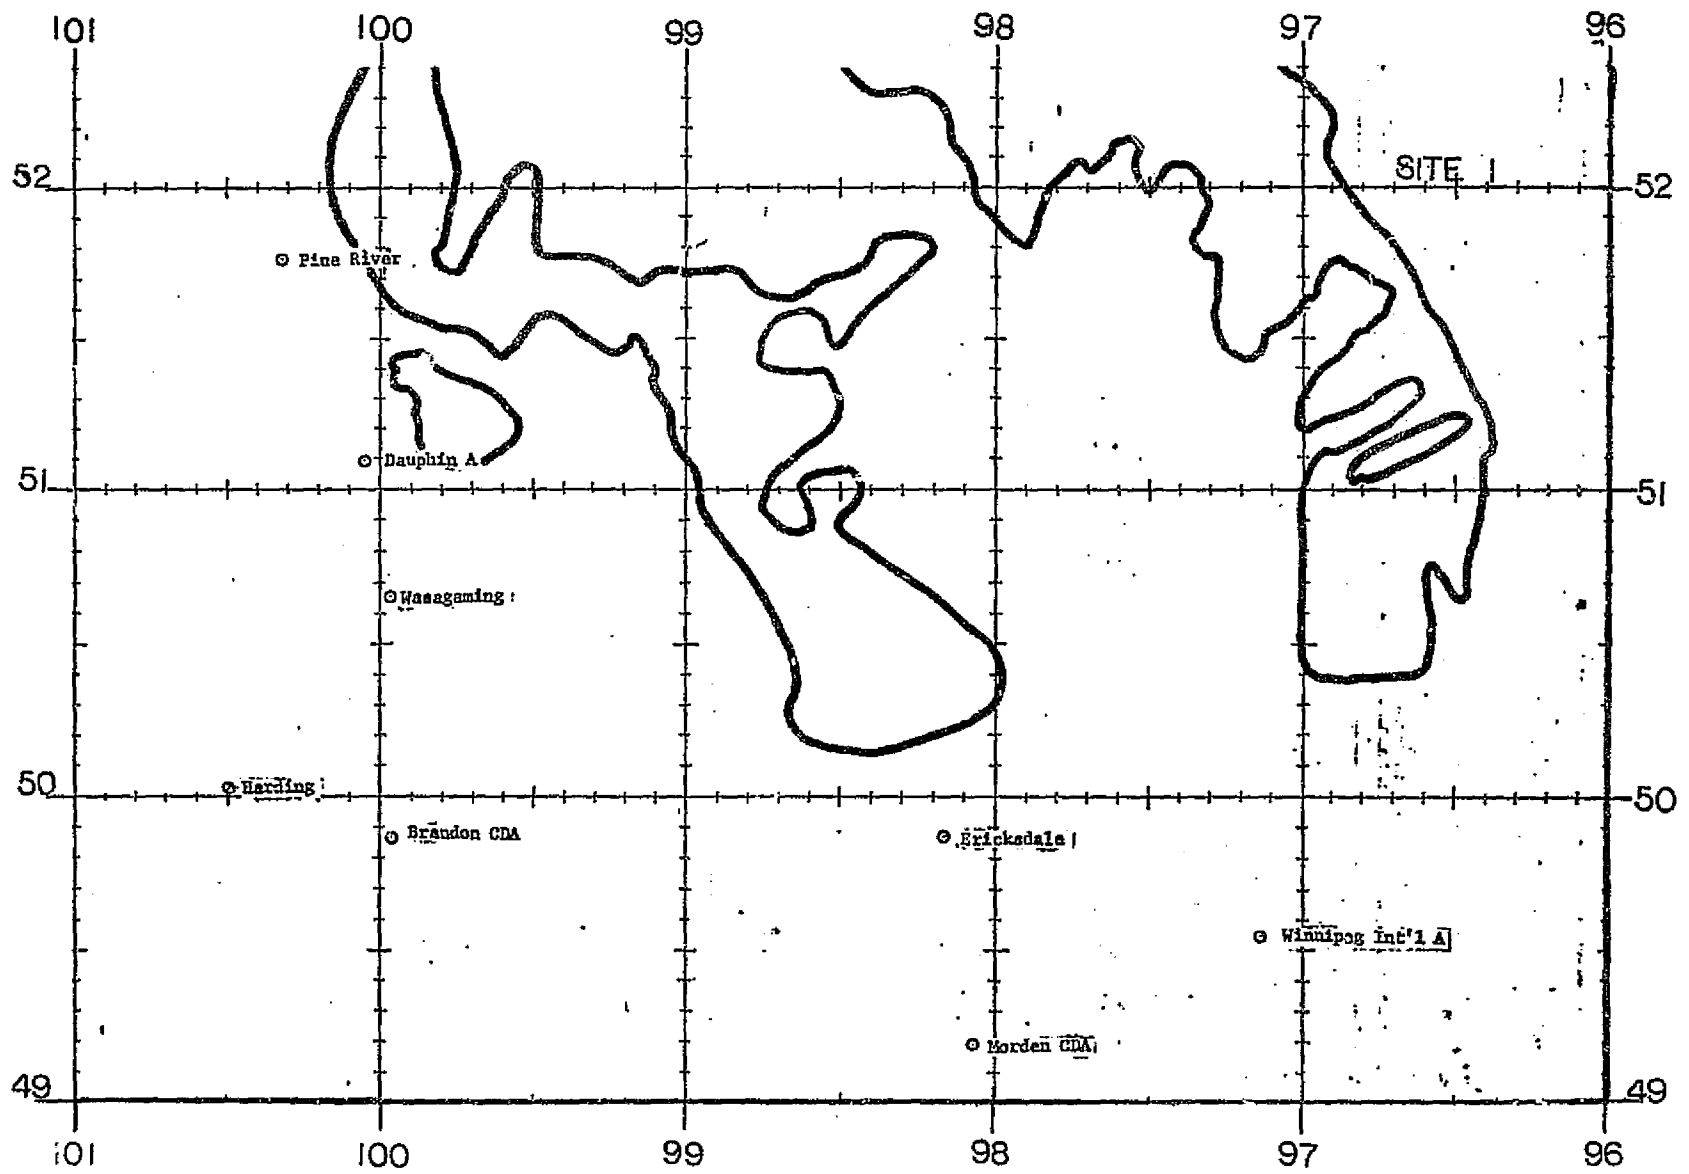 101 100 99 98 97 96
SITE 1
52 52
Pine River
Dauphin A
51 51
Wasagaming
50 Harding 50
Brandon CDA Ericksdale
Winnipeg Int'l A
Morden CDA
49 49
101 100 99 98 97 96